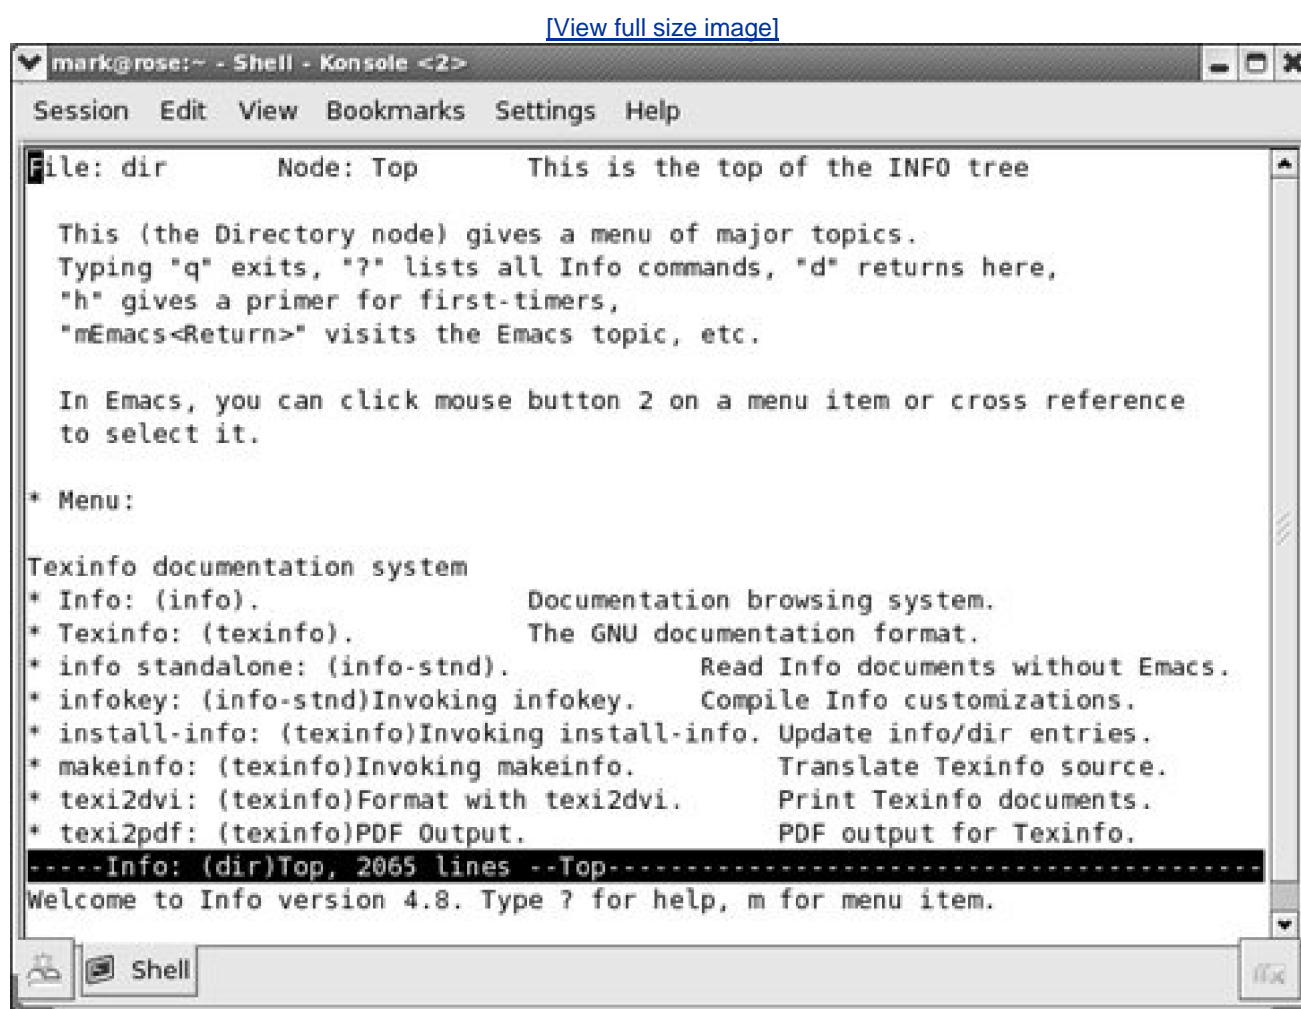 [View full size image]
mark@rose:~ - Shell - Konsole <2>
Session Edit View Bookmarks Settings Help
File: dir Node: Top This is the top of the INFO tree
This (the Directory node) gives a menu of major topics.
Typing "q" exits, "?" lists all Info commands, "d" returns here,
"h" gives a primer for first-timers,
"mEmacs<Return>" visits the Emacs topic, etc.
In Emacs, you can click mouse button 2 on a menu item or cross reference
to select it.
* Menu:
Texinfo documentation system
* Info: (info). Documentation browsing system.
* Texinfo: (texinfo). The GNU documentation format.
* info standalone: (info-stnd). Read Info documents without Emacs.
* infokey: (info-stnd)Invoking infokey. Compile Info customizations.
* install-info: (texinfo)Invoking install-info. Update info/dir entries.
* makeinfo: (texinfo)Invoking makeinfo. Translate Texinfo source.
* texi2dvi: (texinfo)Format with texi2dvi. Print Texinfo documents.
* texi2pdf: (texinfo)PDF Output. PDF output for Texinfo.
-----Info: (dir)Top, 2065 lines --Top------------------------------------------
Welcome to Info version 4.8. Type ? for help, m for menu item.
Shell